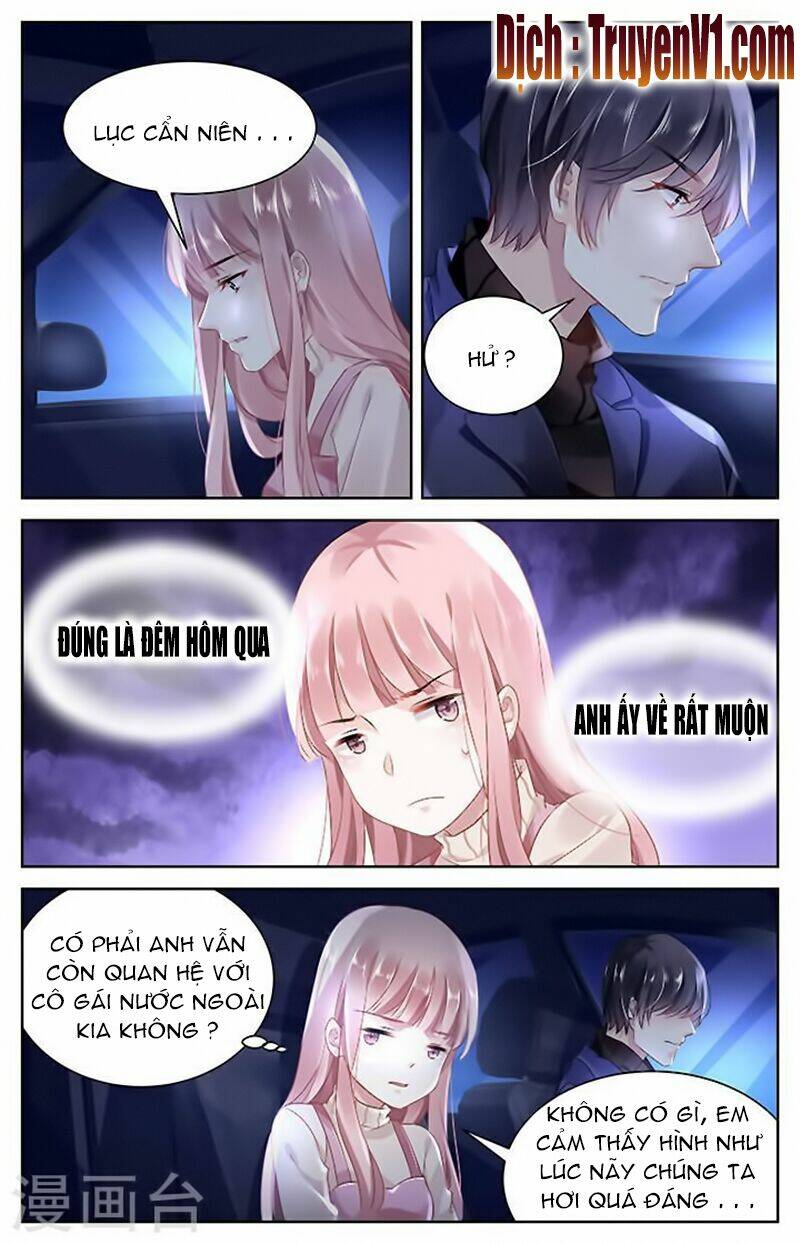 Dịch : TruyenV1.com
LỤC CẨN NIÊN . . .
HỬ ?
ĐÚNG LÀ ĐÊM HÔM QUA
ANH ẤY VỀ RẤT MUỘN
CÓ PHẢI ANH VẪN
CÒN QUAN HỆ VỚI
CÔ GÁI NƯỚC NGOÀI
KIA KHÔNG ?
KHÔNG CÓ GÌ, EM
CẢM THẤY HÌNH NHƯ
LÚC NÃY CHÚNG TA
HƠI QUÁ ĐÁNG . . .
漫画台